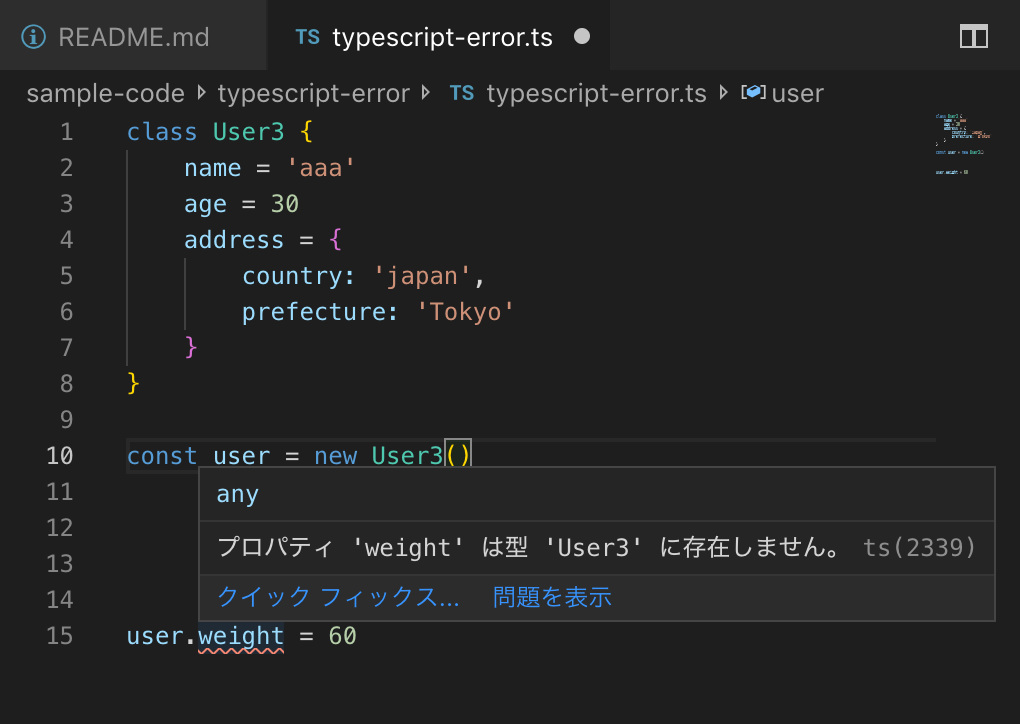 README.md
TS typescript-error.ts
sample-code typescript-error TS typescript-error.ts user
1 class User3 {
2 name = 'aaa'
3 age = 30
4 address = {
5 country: 'japan',
6 prefecture: 'Tokyo'
7 }
8 }
9
10 const user = new User3()
11 any
12
13 プロパティ 'weight' は型 'User3' に存在しません。 ts(2339)
14 クイック フィックス... 問題を表示
15 user.weight = 60